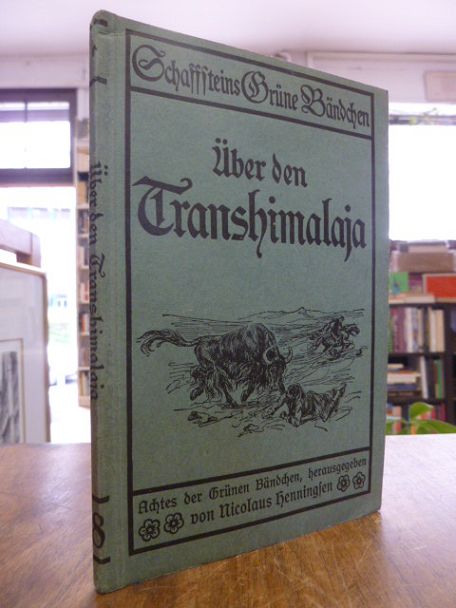 Schaffsteins Grüne Bändchen
Über den
Transhimalaja
Achtes der Grünen Bändchen, herausgegeben
von Nicolaus Henningsen
Über den Transhimalaja
8